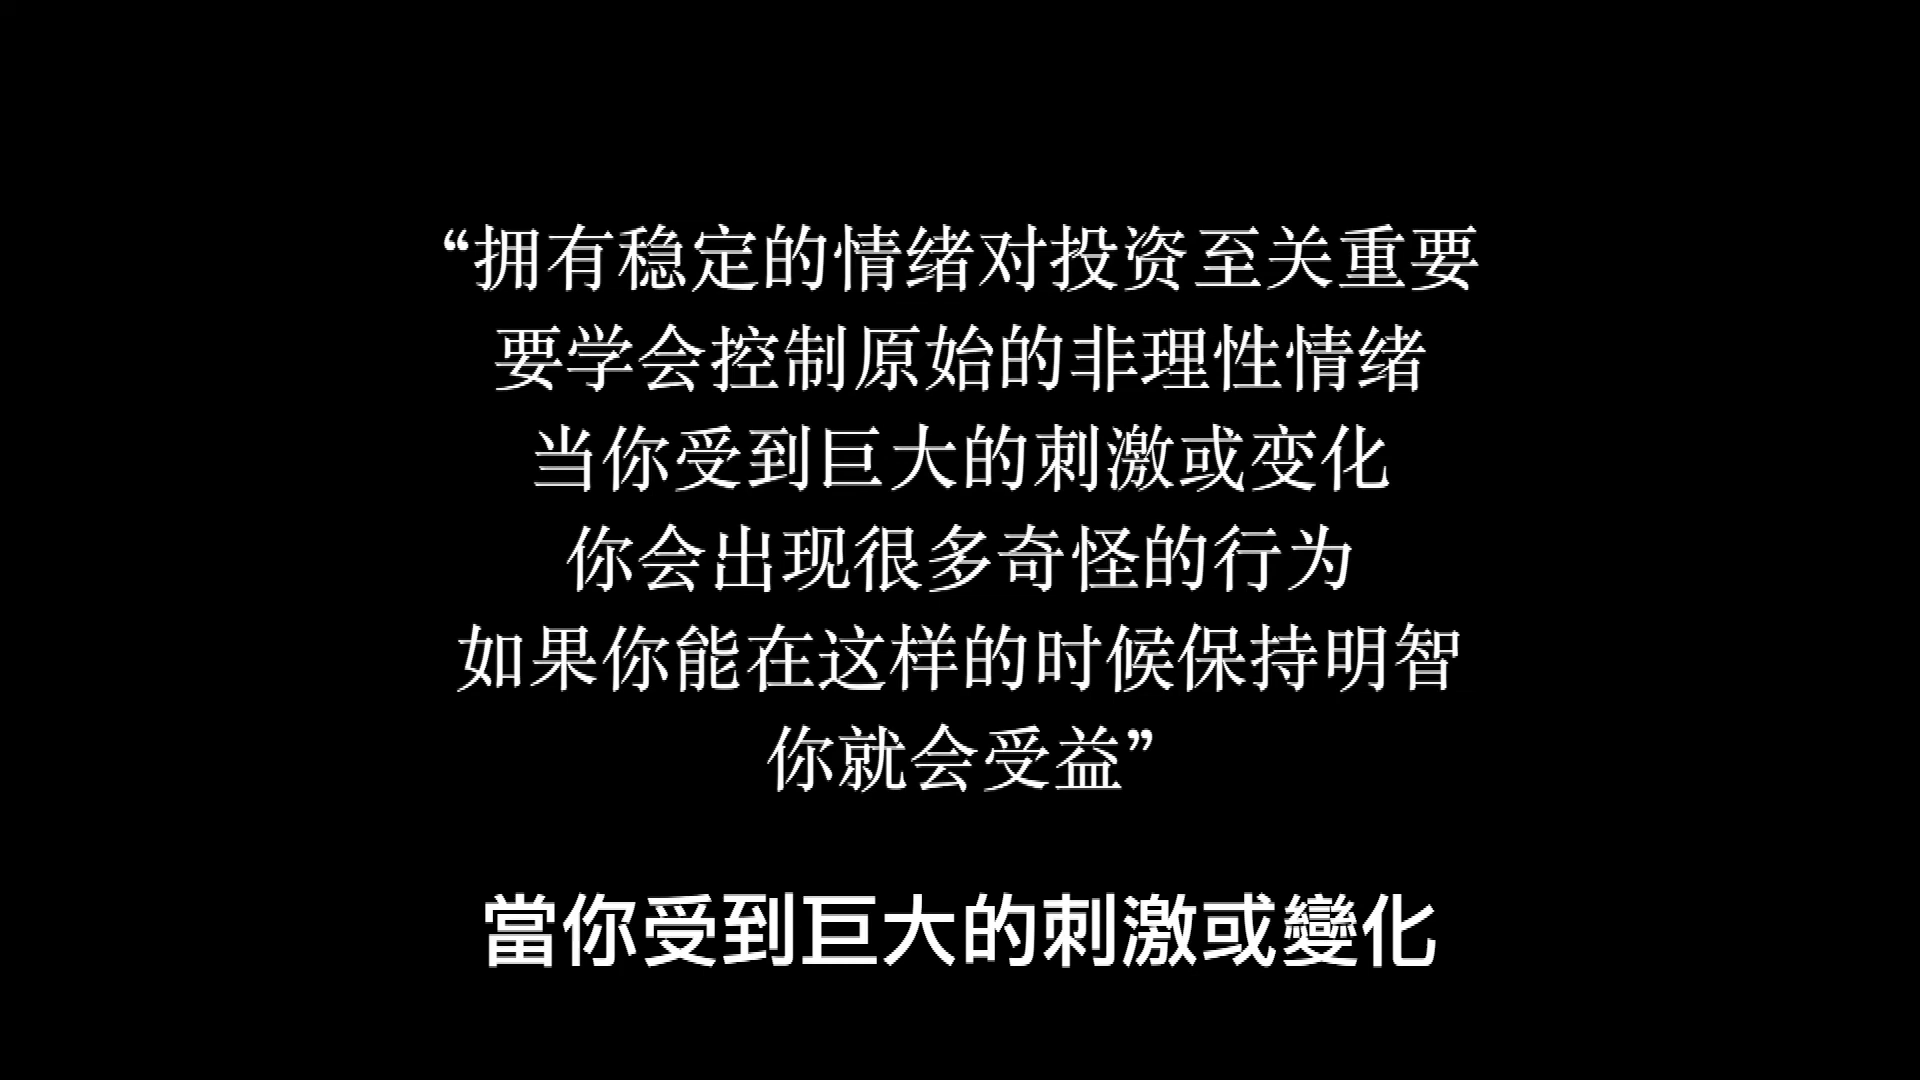 “拥有稳定的情绪对投资至关重要
要学会控制原始的非理性情绪
当你受到巨大的刺激或变化
你会出现很多奇怪的行为
如果你能在这样的时候保持明智
你就会受益”
當你受到巨大的刺激或變化